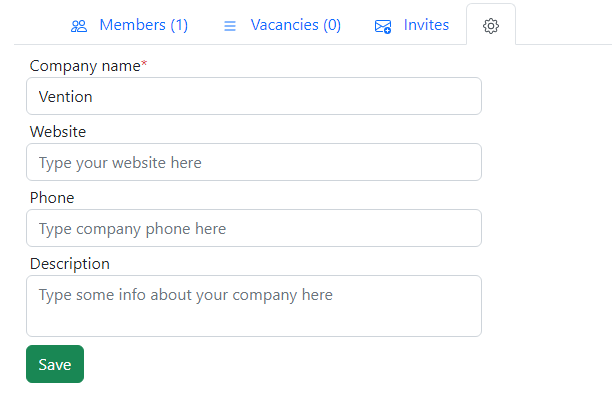 Members (1) Vacancies (0) Invites
Company name*
Vention
Website
Type your website here
Phone
Type company phone here
Description
Type some info about your company here
Save